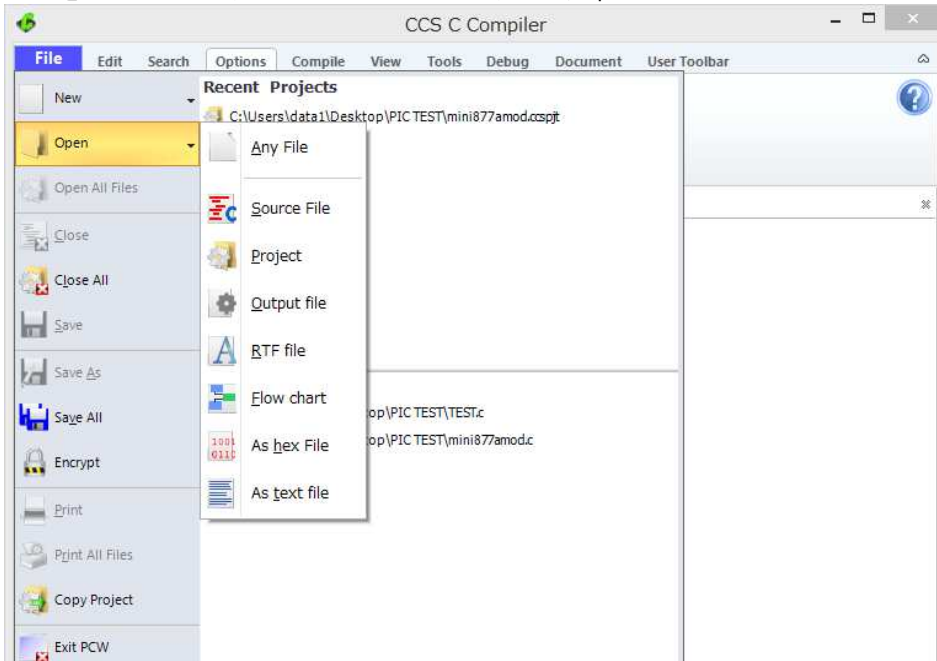 CCS C Compiler
File Edit Search Options Compile View Tools Debug Document User Toolbar
New
Open
Open All Files
Close
Close All
Save
Save As
Save All
Encrypt
Print
Print All Files
Copy Project
Exit PCW
Recent Projects
C:\Users\data1\Desktop\PIC TEST\mini877amod.ccspjt
Any File
Source File
Project
Output file
RTF file
Flow chart
As hex File
As text file
top\PIC TEST\TEST.c
top\PIC TEST\mini877amod.c